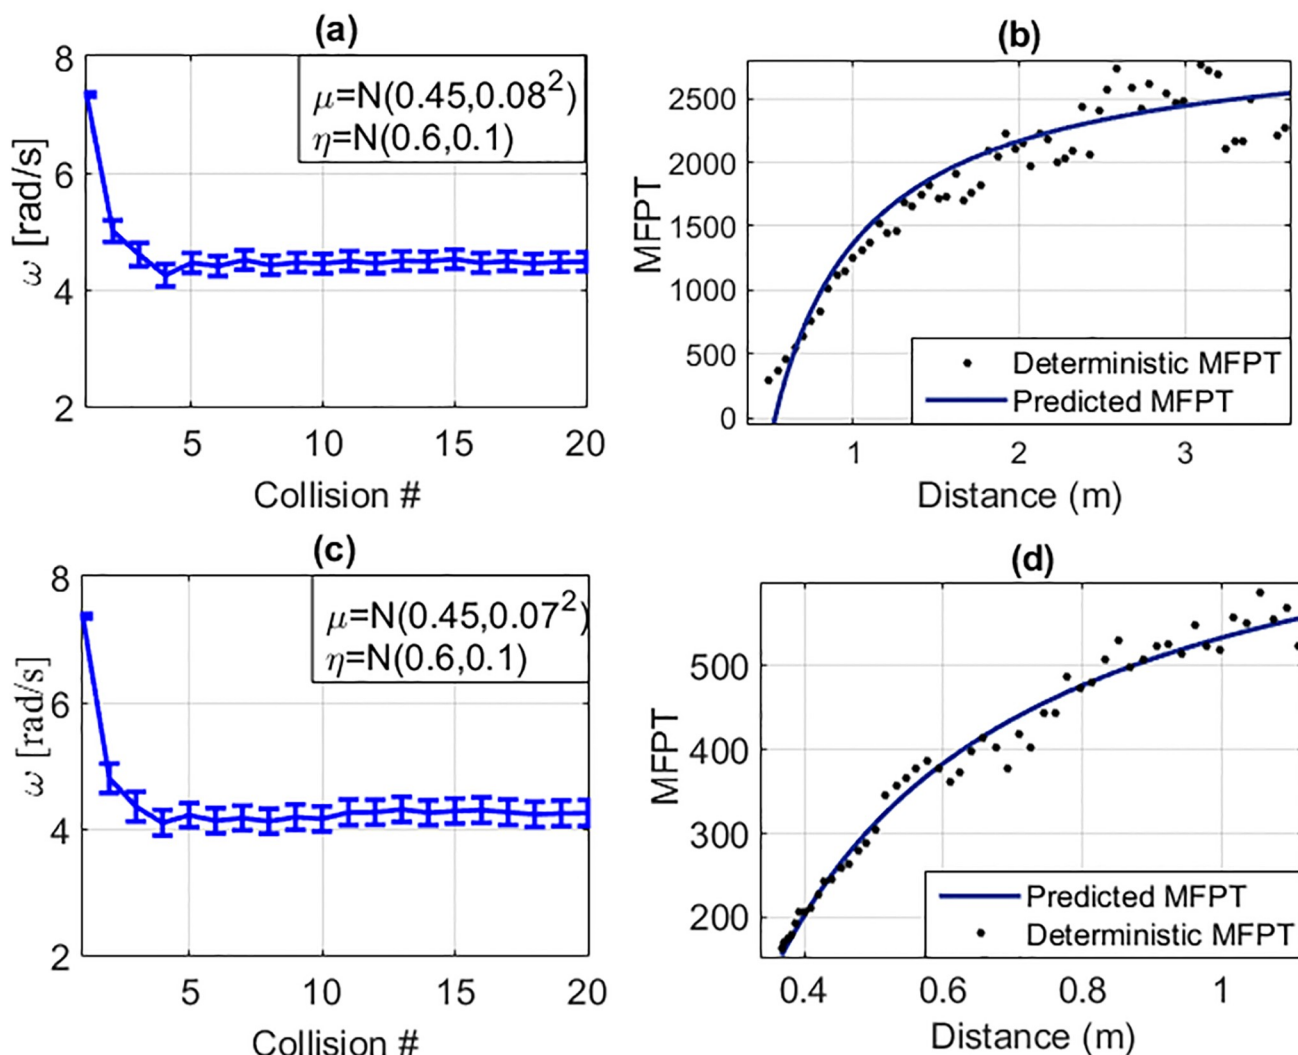 (a)
8
6
4
2
ω [rad/s]
μ=N(0.45,0.08²)
η=N(0.6,0.1)
5 10 15 20
Collision #
(b)
2500
2000
1500
1000
500
0
MFPT
Deterministic MFPT
Predicted MFPT
1 2 3
Distance (m)
(c)
8
6
4
2
ω [rad/s]
μ=N(0.45,0.07²)
η=N(0.6,0.1)
5 10 15 20
Collision #
(d)
500
400
300
200
MFPT
Predicted MFPT
Deterministic MFPT
0.4 0.6 0.8 1
Distance (m)